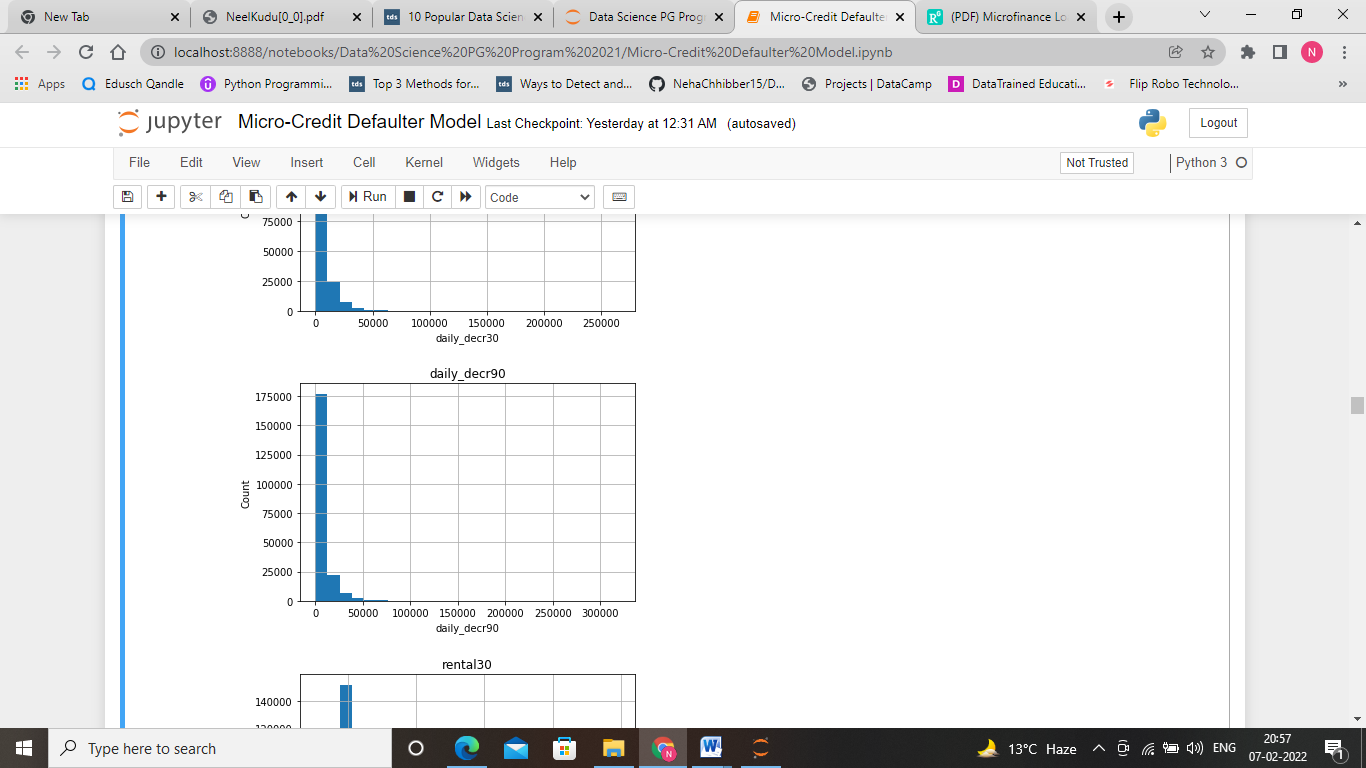 New Tab
NeelKudu[0_0].pdf
10 Popular Data Scien
Data Science PG Prog
Micro-Credit Defaulte
(PDF) Microfinance Lo
localhost:8888/notebooks/Data%20Science%20PG%20Program%202021/Micro-Credit%20Defaulter%20Model.ipynb
N
Apps
Edusch Qandle
Python Programmi...
Top 3 Methods for...
Ways to Detect and...
NehaChhibber15/D...
Projects | DataCamp
DataTrained Educati...
Flip Robo Technolo...
jupyter Micro-Credit Defaulter Model Last Checkpoint: Yesterday at 12:31 AM (autosaved)
Logout
File Edit View Insert Cell Kernel Widgets Help
Not Trusted
Python 3
Run
Code
75000
50000
25000
0
0 50000 100000 150000 200000 250000
daily_decr30
daily_decr90
175000
150000
125000
100000
75000
50000
25000
0
Count
0 50000 100000 150000 200000 250000 300000
daily_decr90
rental30
140000
Type here to search
13°C Haze
ENG
20:57
07-02-2022
1